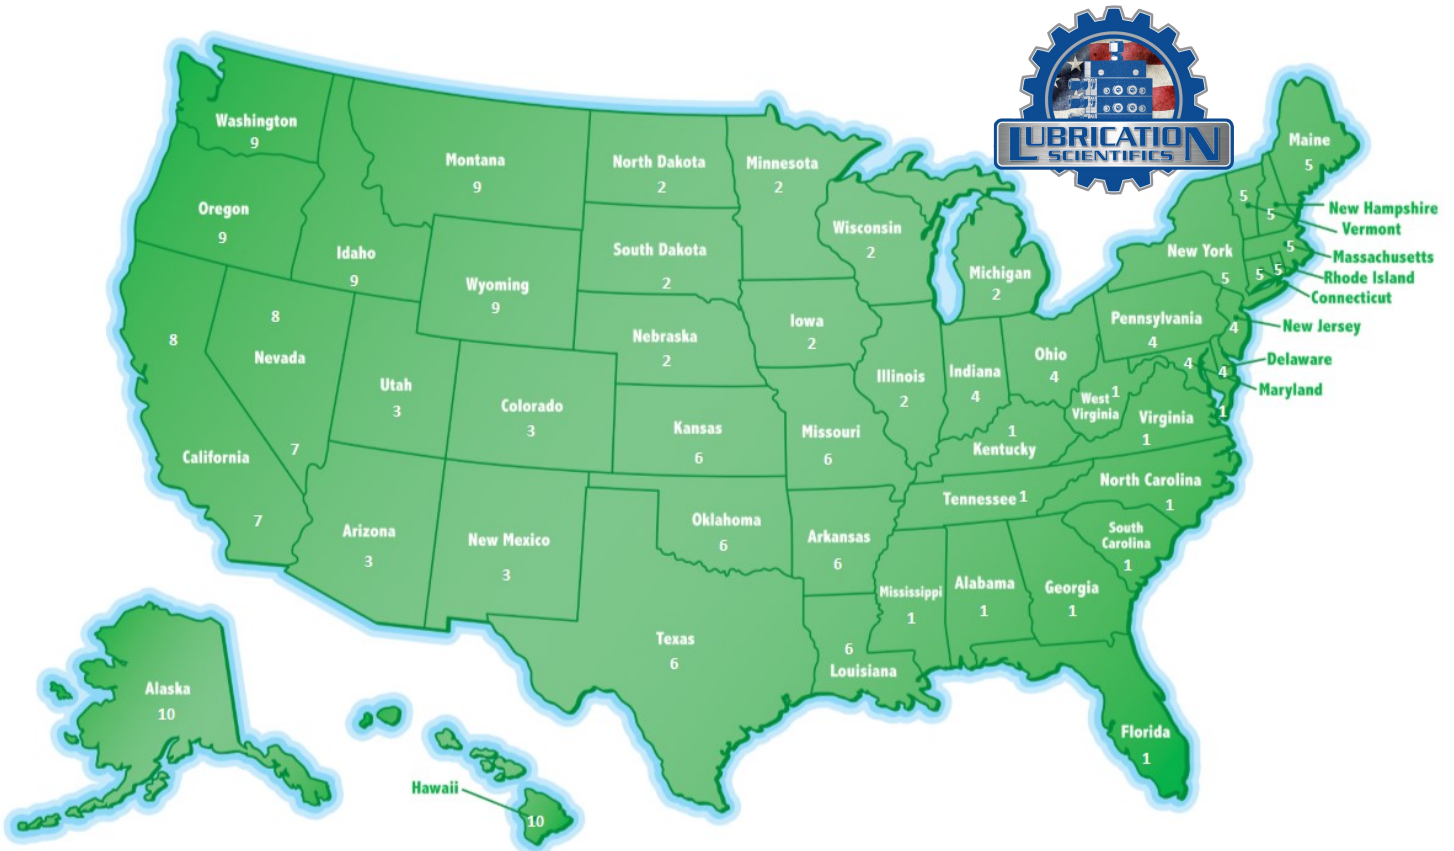 LUBRICATION
SCIENTIFICS
Washington
9
Montana
9
North Dakota
2
Minnesota
2
Maine
5
Oregon
9
Idaho
9
Wyoming
9
South Dakota
2
Wisconsin
2
Michigan
2
New York
5
5
5
New Hampshire
Vermont
5
Massachusetts
5
5
Rhode Island
Connecticut
8
8
Nevada
7
California
7
Utah
3
Colorado
3
Nebraska
2
Iowa
2
Illinois
2
Indiana
4
Ohio
4
Pennsylvania
4
4
New Jersey
4
Delaware
4
Maryland
1
West 1
Virginia
Virginia
1
1
Kentucky
Kansas
6
Missouri
6
Tennessee 1
North Carolina
1
South
Carolina
1
Arizona
3
New Mexico
3
Oklahoma
6
Arkansas
6
Mississippi
1
Alabama
1
Georgia
1
Texas
6
6
Louisiana
Florida
1
Alaska
10
Hawaii
10